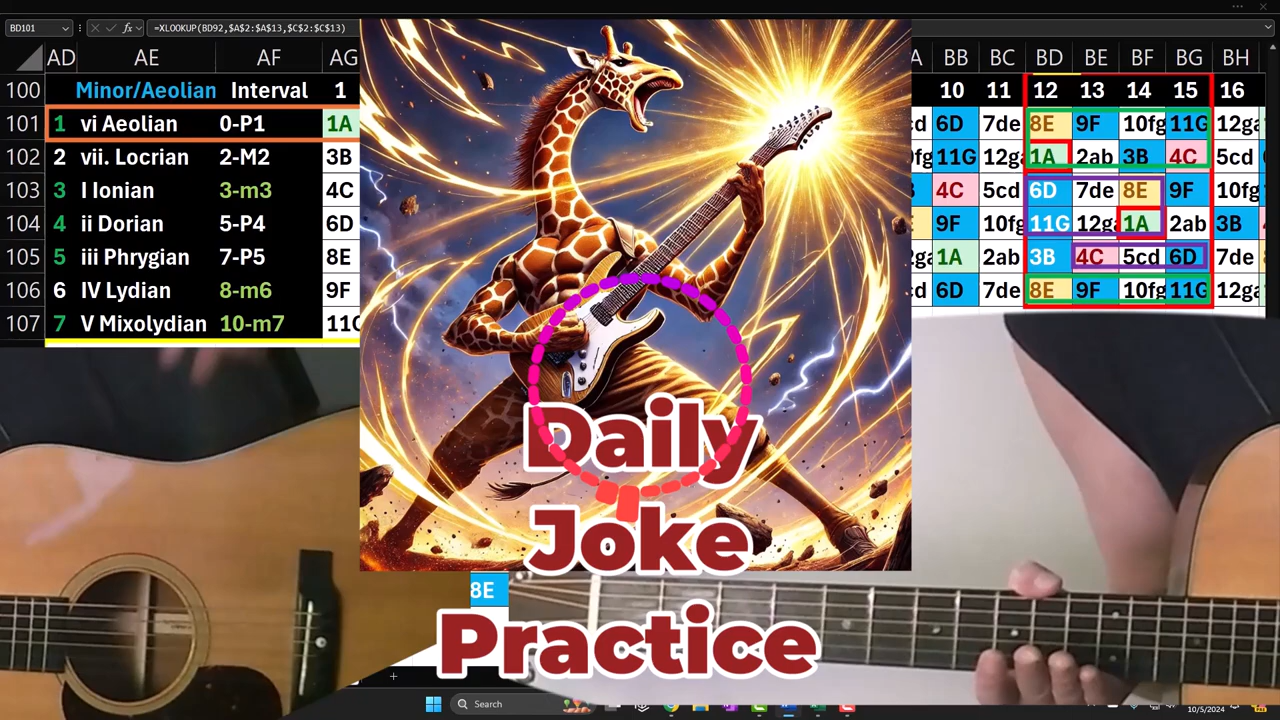 BD101 =XLOOKUP(BD92,$A$2:$A$13,$C$2:$C$13)
AD AE AF AG BB BC BD BE BF BG BH
100 Minor/Aeolian Interval 1 10 11 12 13 14 15 16
101 1 vi Aeolian 0-P1 1A 6D 7de 8E 9F 10fg 11G 12ga
102 2 vii. Locrian 2-M2 3B 11G 12ga 1A 2ab 3B 4C 5cd
103 3 I Ionian 3-m3 4C 4C 5cd 6D 7de 8E 9F 10fg
104 4 ii Dorian 5-P4 6D 9F 10fg 11G 12ga 1A 2ab 3B
105 5 iii Phrygian 7-P5 8E 1A 2ab 3B 4C 5cd 6D 7de
106 6 IV Lydian 8-m6 9F 6D 7de 8E 9F 10fg 11G 12ga
107 7 V Mixolydian 10-m7
Daily
Joke
8E
Practice
Search
10/5/2024